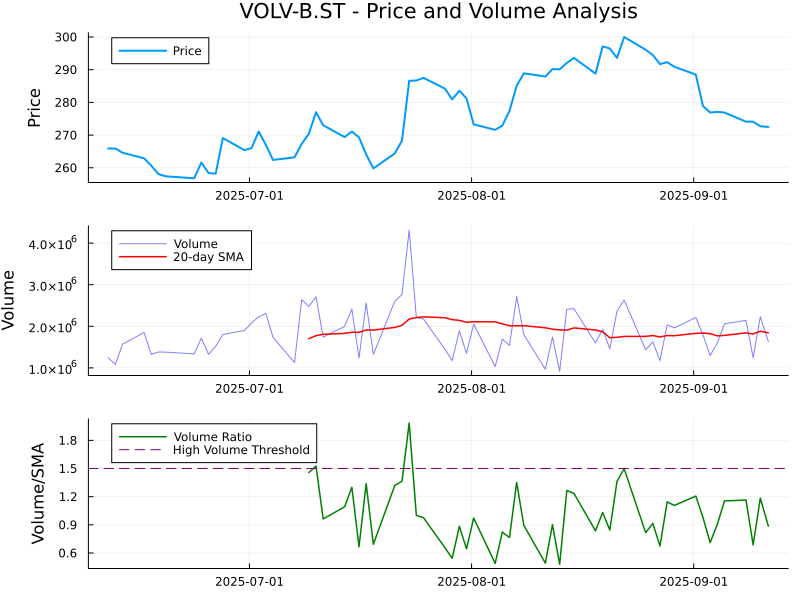 VOLV-B.ST - Price and Volume Analysis
Price
300
290
280
270
260
Price
2025-07-01
2025-08-01
2025-09-01
Volume
4.0×10⁶
3.0×10⁶
2.0×10⁶
1.0×10⁶
Volume
20-day SMA
2025-07-01
2025-08-01
2025-09-01
Volume/SMA
1.8
1.5
1.2
0.9
0.6
Volume Ratio
High Volume Threshold
2025-07-01
2025-08-01
2025-09-01